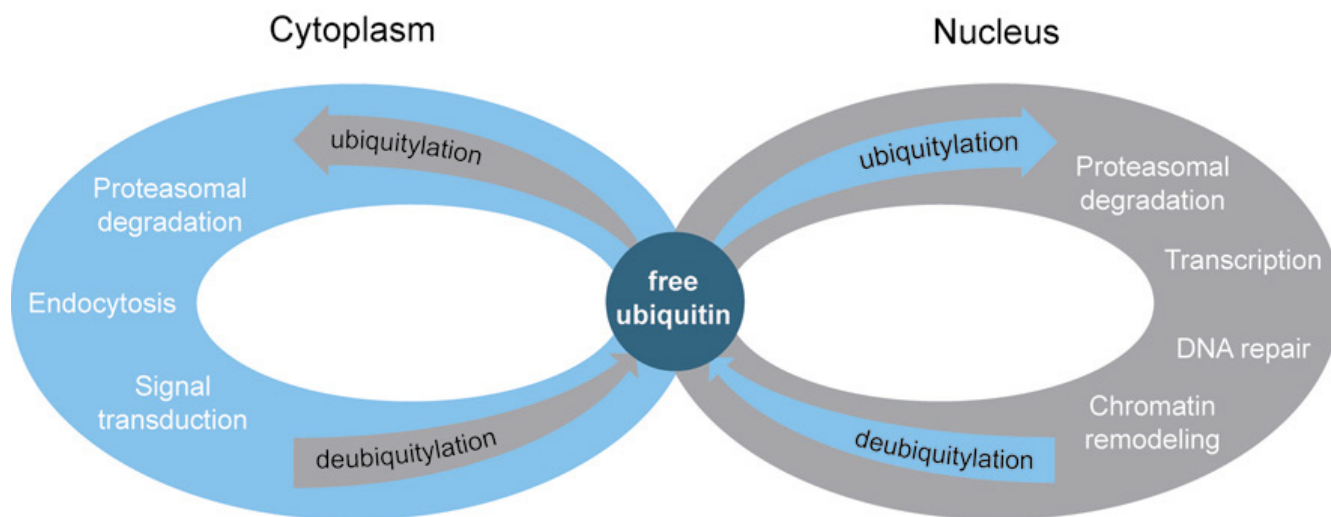 Cytoplasm
Nucleus
ubiquitylation
ubiquitylation
Proteasomal
degradation
Endocytosis
Signal
transduction
deubiquitylation
free
ubiquitin
Proteasomal
degradation
Transcription
DNA repair
Chromatin
remodeling
deubiquitylation